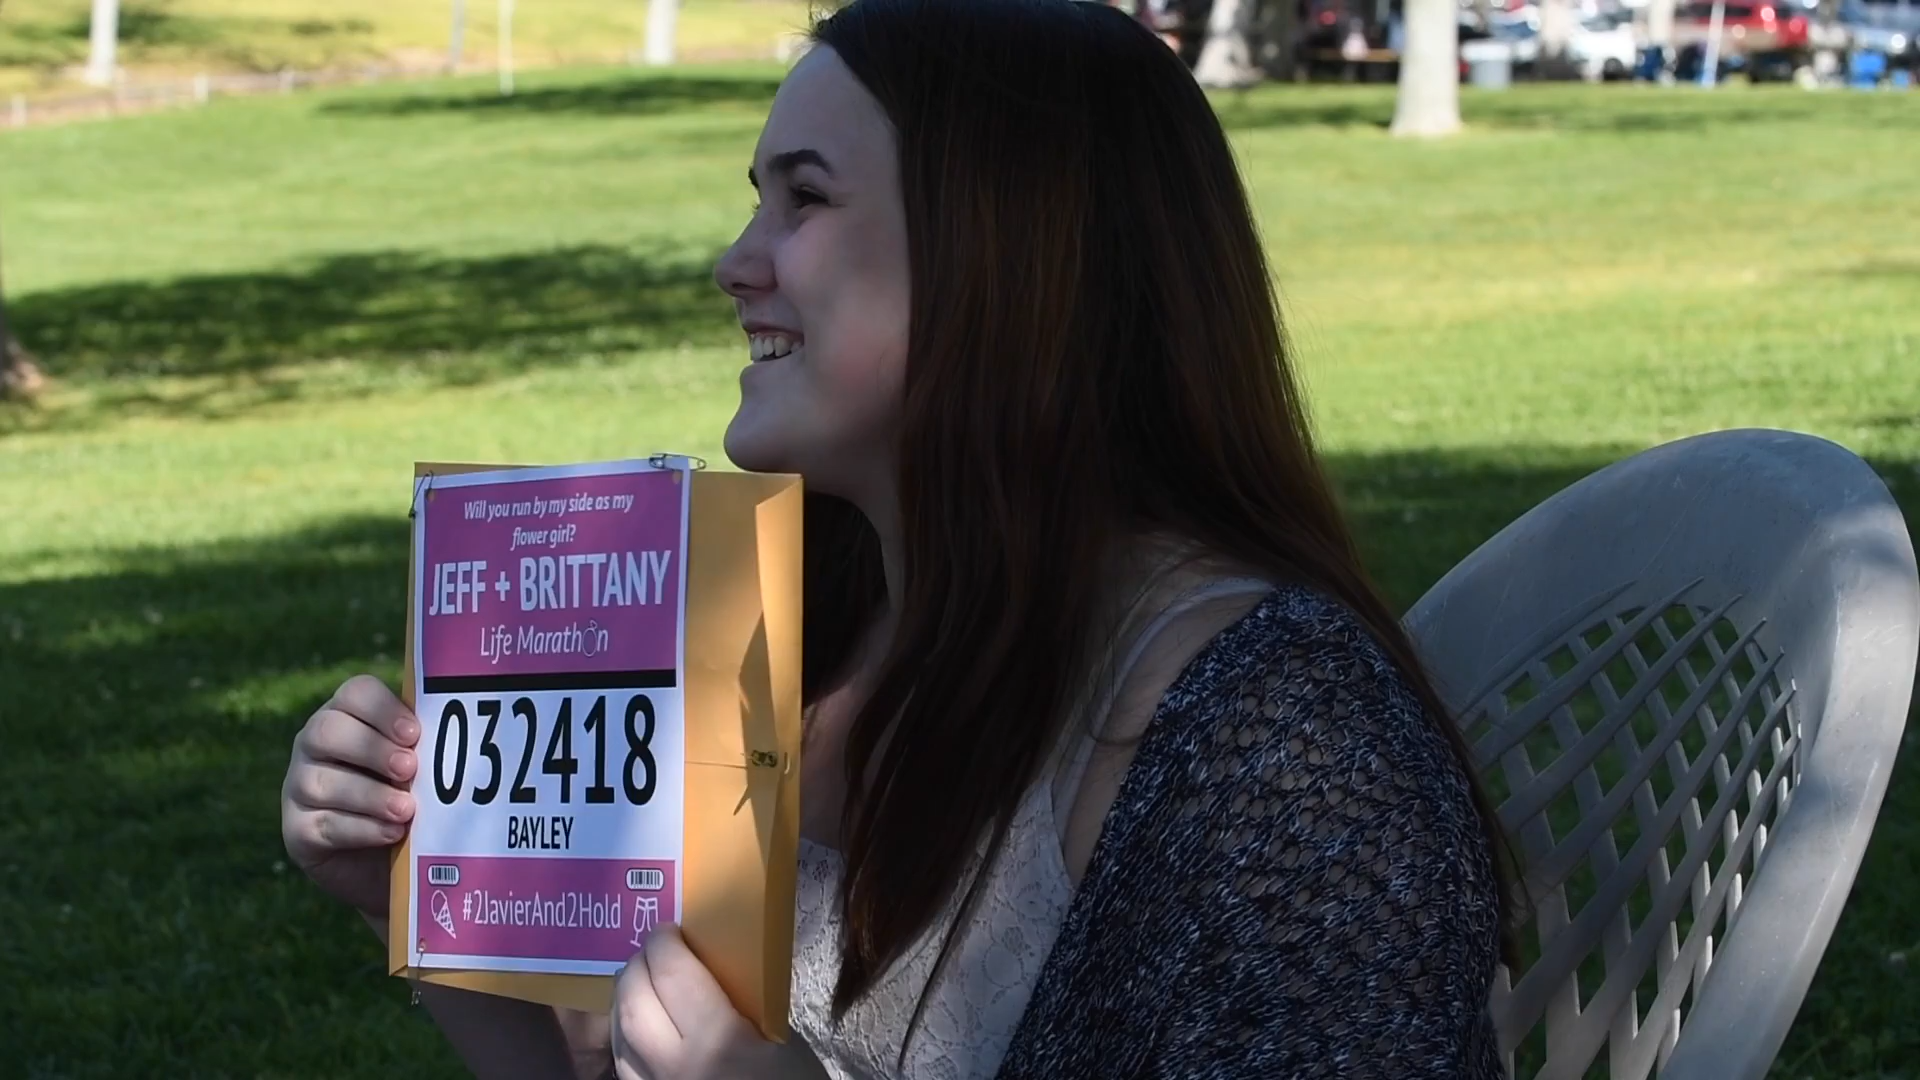 Will you run by my side as my
flower girl?
JEFF + BRITTANY
Life Marathon
032418
BAYLEY
#2JavierAnd2Hold